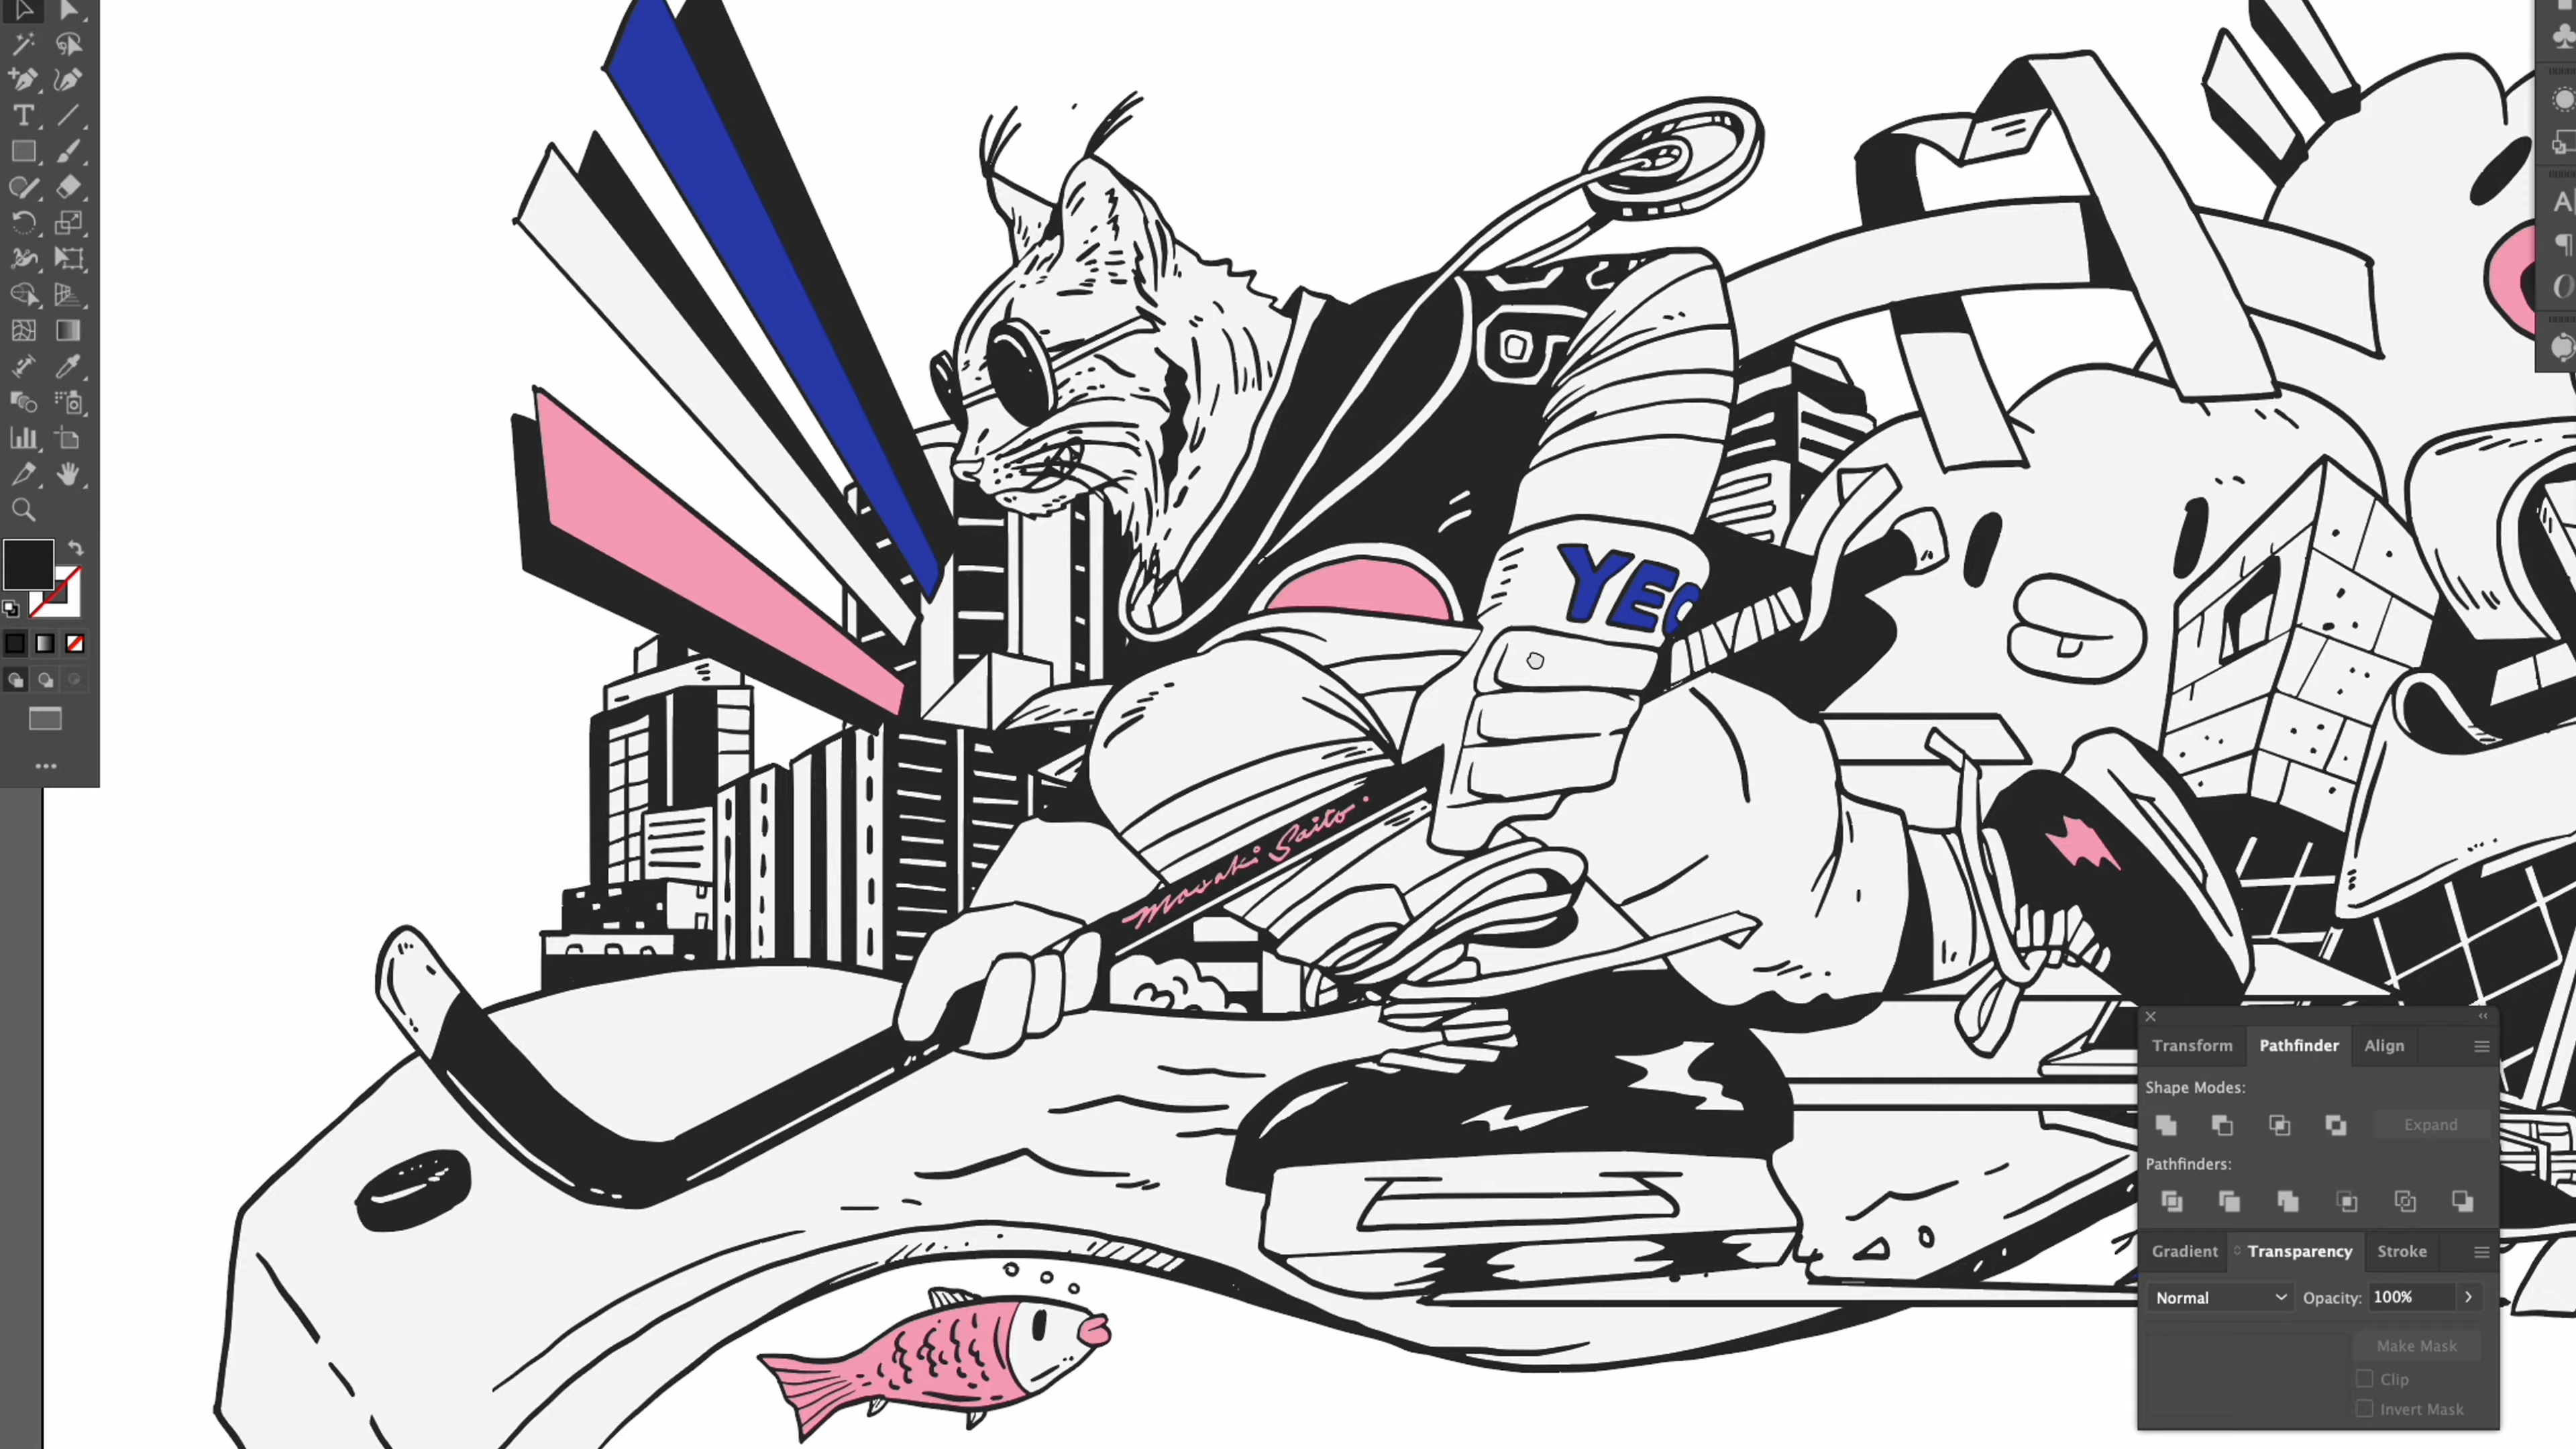 YEO
Masaki Saito
Transform
Pathfinder
Align
Shape Modes:
Expand
Pathfinders:
Gradient
Transparency
Stroke
Normal
Opacity: 100%
Make Mask
Clip
Invert Mask